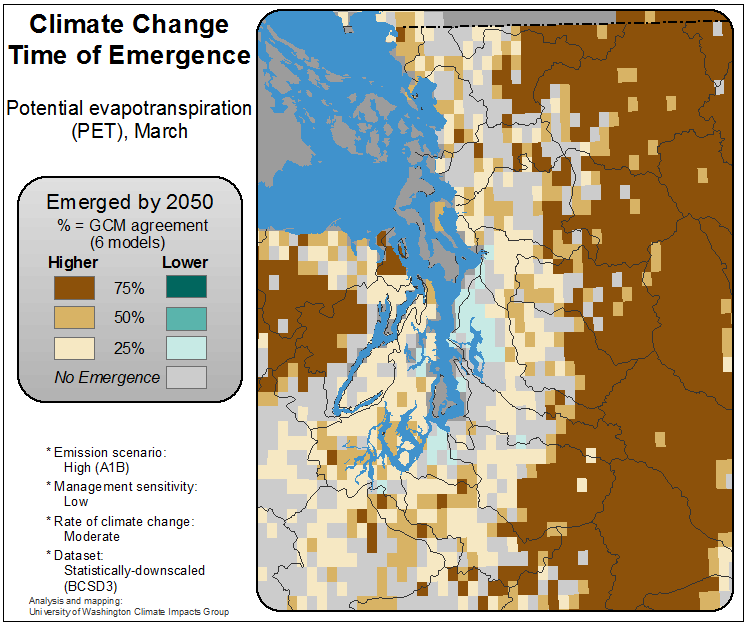 Climate Change
Time of Emergence
Potential evapotranspiration
(PET), March
Emerged by 2050
% = GCM agreement
(6 models)
Higher Lower
75%
50%
25%
No Emergence
* Emission scenario:
High (A1B)
* Management sensitivity:
Low
* Rate of climate change:
Moderate
* Dataset:
Statistically-downscaled
(BCSD3)
Analysis and mapping:
University of Washington Climate Impacts Group